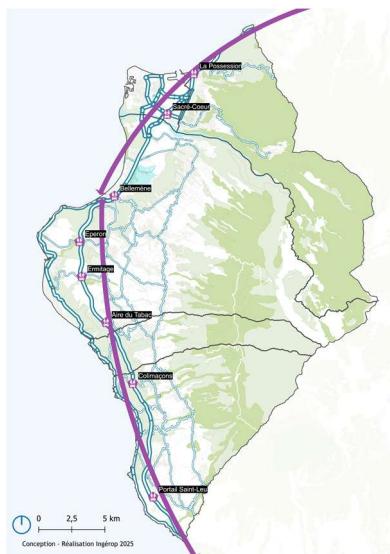 La Possession
Sacré-Coeur
Bellemène
Eperon
Ermitage
Aire du Tabac
Colimaçons
Portail Saint-Leu
0 2,5 5 km
Conception - Réalisation Ingérop 2025